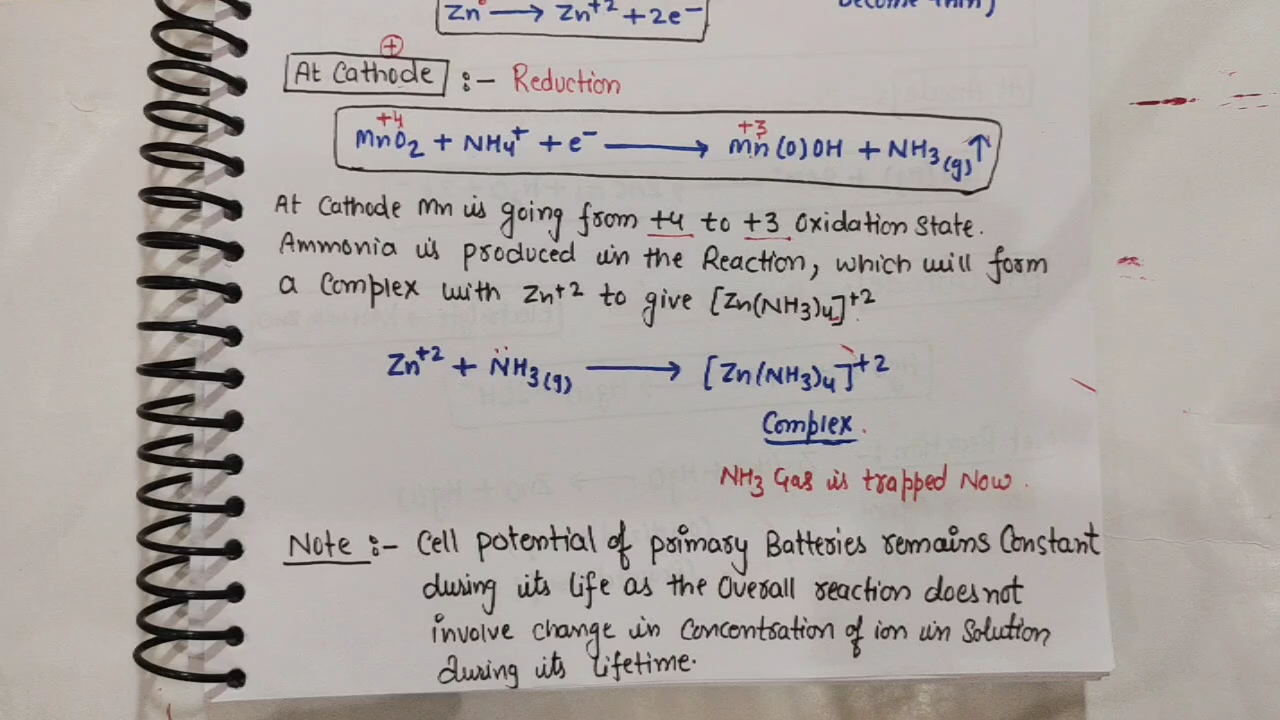 Zn° ⟶ Zn⁺² + 2e⁻
become thin)
⊕
At Cathode :- Reduction
+4 +3
MnO₂ + NH₄⁺ + e⁻ ⟶ Mn(O)OH + NH₃(g)↑
At Cathode Mn is going from +4 to +3 Oxidation State.
Ammonia is produced in the Reaction, which will form
a Complex with Zn⁺² to give [Zn(NH₃)₄]⁺²
Zn⁺² + N̈H₃(g) ⟶ [Zn(NH₃)₄]⁺²
Complex.
NH₃ Gas is trapped Now.
Note :- Cell potential of primary Batteries remains Constant
during its life as the Overall reaction does not
involve change in Concentration of ion in Solution
during its lifetime.